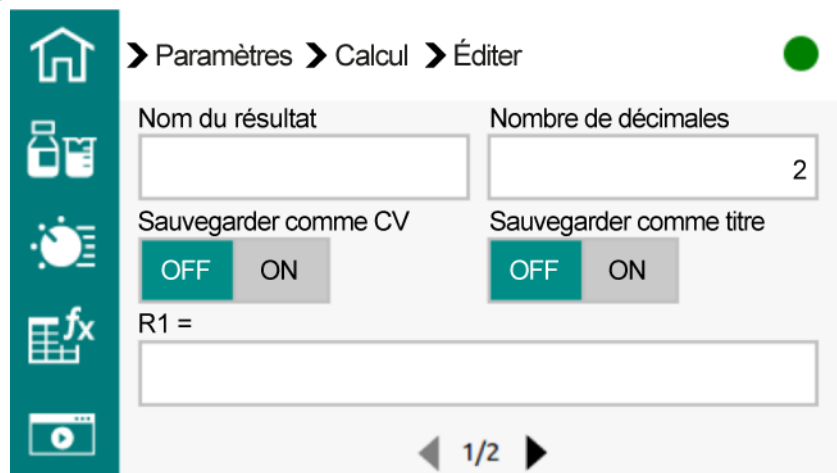 Paramètres Calcul Éditer
Nom du résultat Nombre de décimales
2
Sauvegarder comme CV Sauvegarder comme titre
OFF ON OFF ON
fx
R1 =
1/2